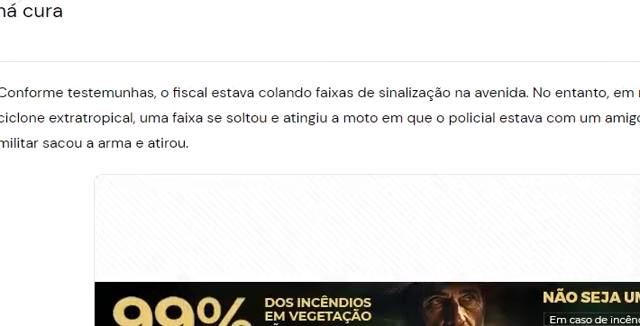 há cura
Conforme testemunhas, o fiscal estava colando faixas de sinalização na avenida. No entanto, em
ciclone extratropical, uma faixa se soltou e atingiu a moto em que o policial estava com um amigo
militar sacou a arma e atirou.
99%
DOS INCÊNDIOS
EM VEGETAÇÃO
NÃO SEJA UM
Em caso de incên